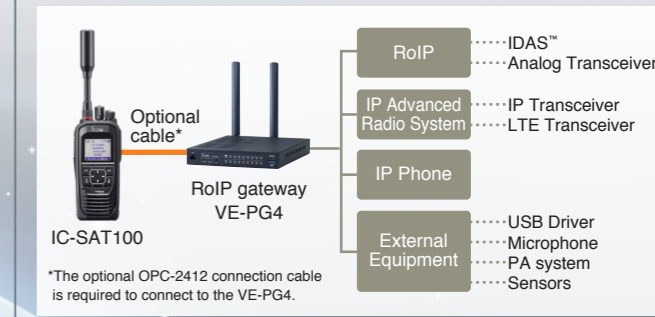 Optional
cable*
IC-SAT100
RoIP gateway
VE-PG4
*The optional OPC-2412 connection cable
is required to connect to the VE-PG4.
RoIP
IDAS™
Analog Transceiver
IP Advanced
Radio System
IP Transceiver
LTE Transceiver
IP Phone
External
Equipment
USB Driver
Microphone
PA system
Sensors